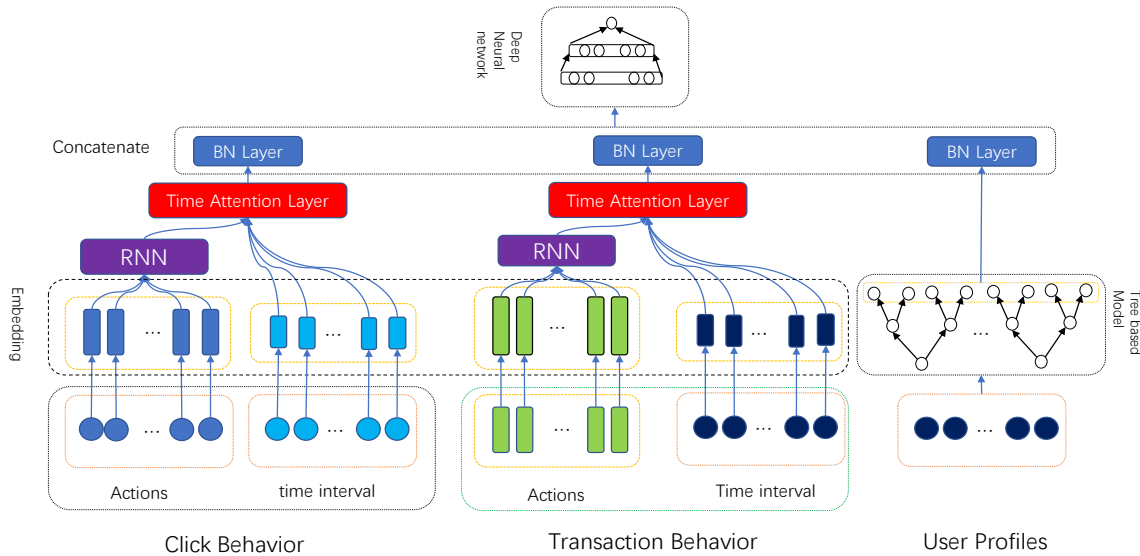 Deep
Neural
network
Concatenate
BN Layer
BN Layer
BN Layer
Time Attention Layer
Time Attention Layer
RNN
RNN
Embedding
Tree based
Model
...
...
...
...
...
...
...
...
...
...
Actions
time interval
Actions
Time interval
Click Behavior
Transaction Behavior
User Profiles